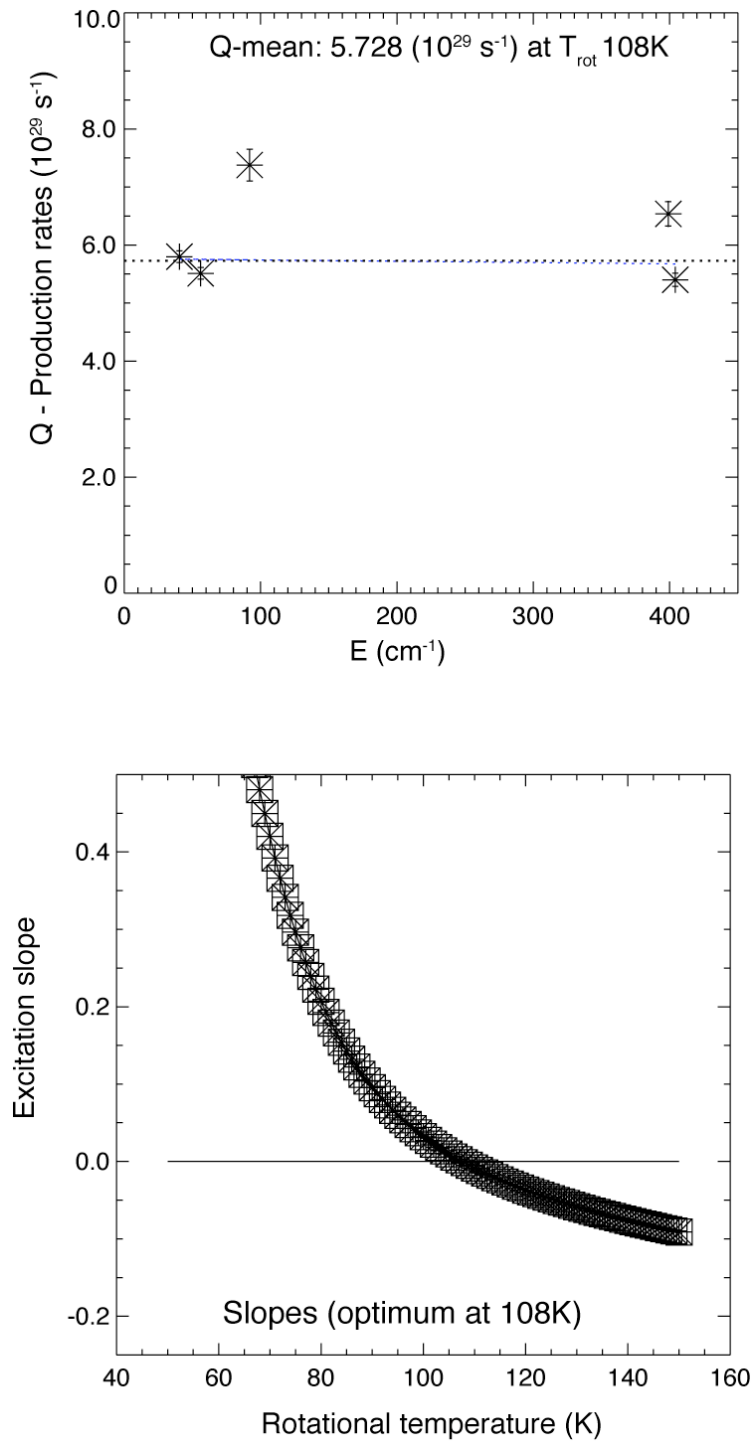 Q-mean: 5.728 (10²⁹ s⁻¹) at T_rot 108K
10.0
8.0
6.0
4.0
2.0
0
Q - Production rates (10²⁹ s⁻¹)
0 100 200 300 400
E (cm⁻¹)
0.4
0.2
0.0
-0.2
Excitation slope
Slopes (optimum at 108K)
40 60 80 100 120 140 160
Rotational temperature (K)